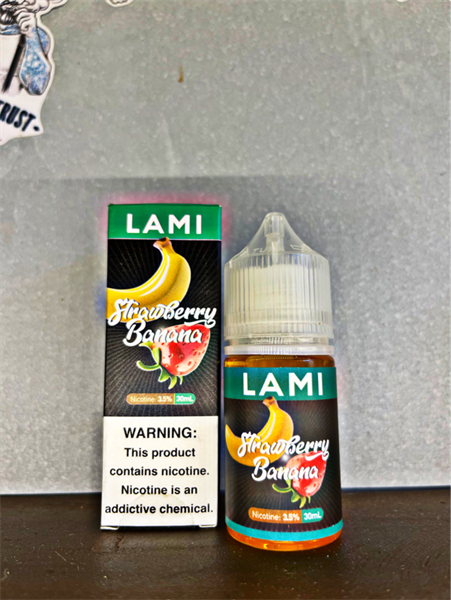 TRUST
LAMI
Strawberry
Banana
Nicotine: 3.5% 30mL
WARNING:
This product
contains nicotine.
Nicotine is an
addictive chemical.
LAMI
Strawberry
Banana
Nicotine: 3.5% 30mL